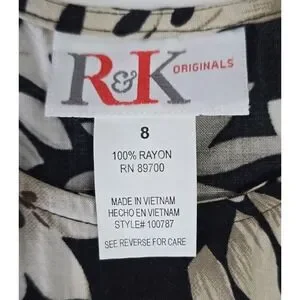 R&K ORIGINALS
8
100% RAYON
RN 89700
MADE IN VIETNAM
HECHO EN VIETNAM
STYLE# 100787
SEE REVERSE FOR CARE